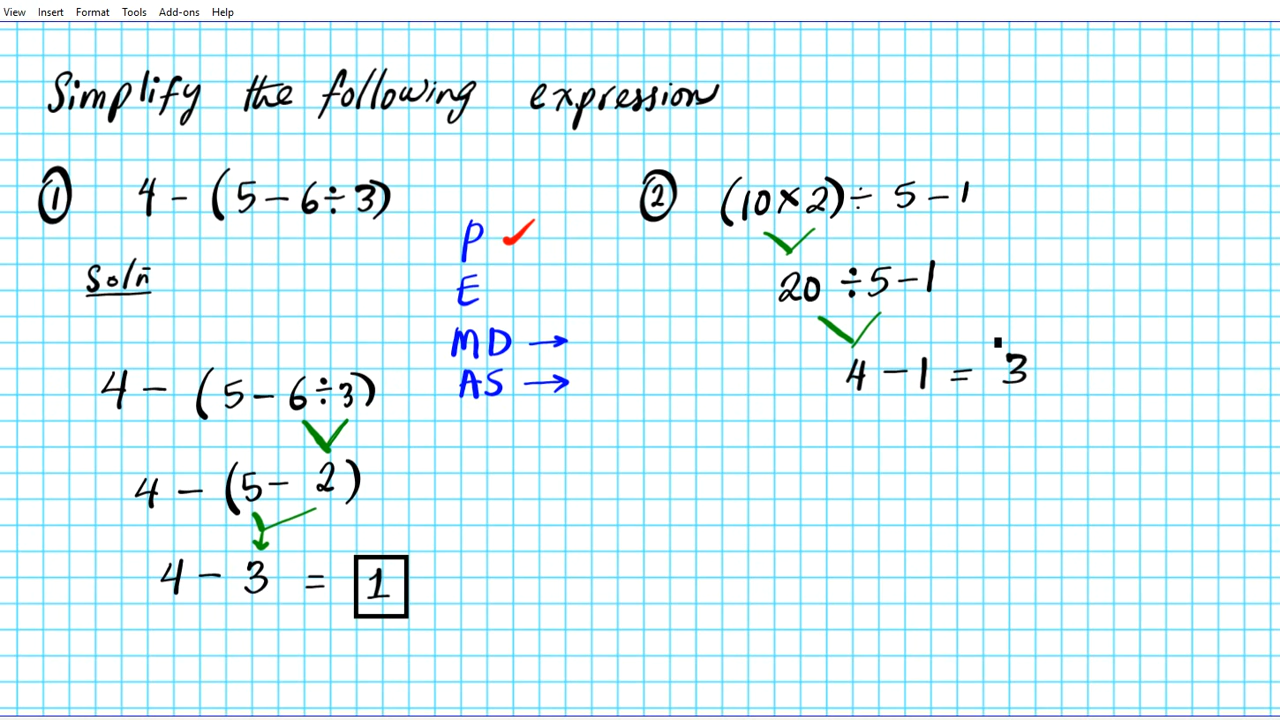 View Insert Format Tools Add-ons Help
Simplify the following expression
① 4 - (5 - 6 ÷ 3)
Solñ
4 - (5 - 6 ÷ 3)
4 - (5 - 2)
4 - 3 = 1
P ✓
E
MD →
AS →
② (10 × 2) ÷ 5 - 1
20 ÷ 5 - 1
4 - 1 = 3